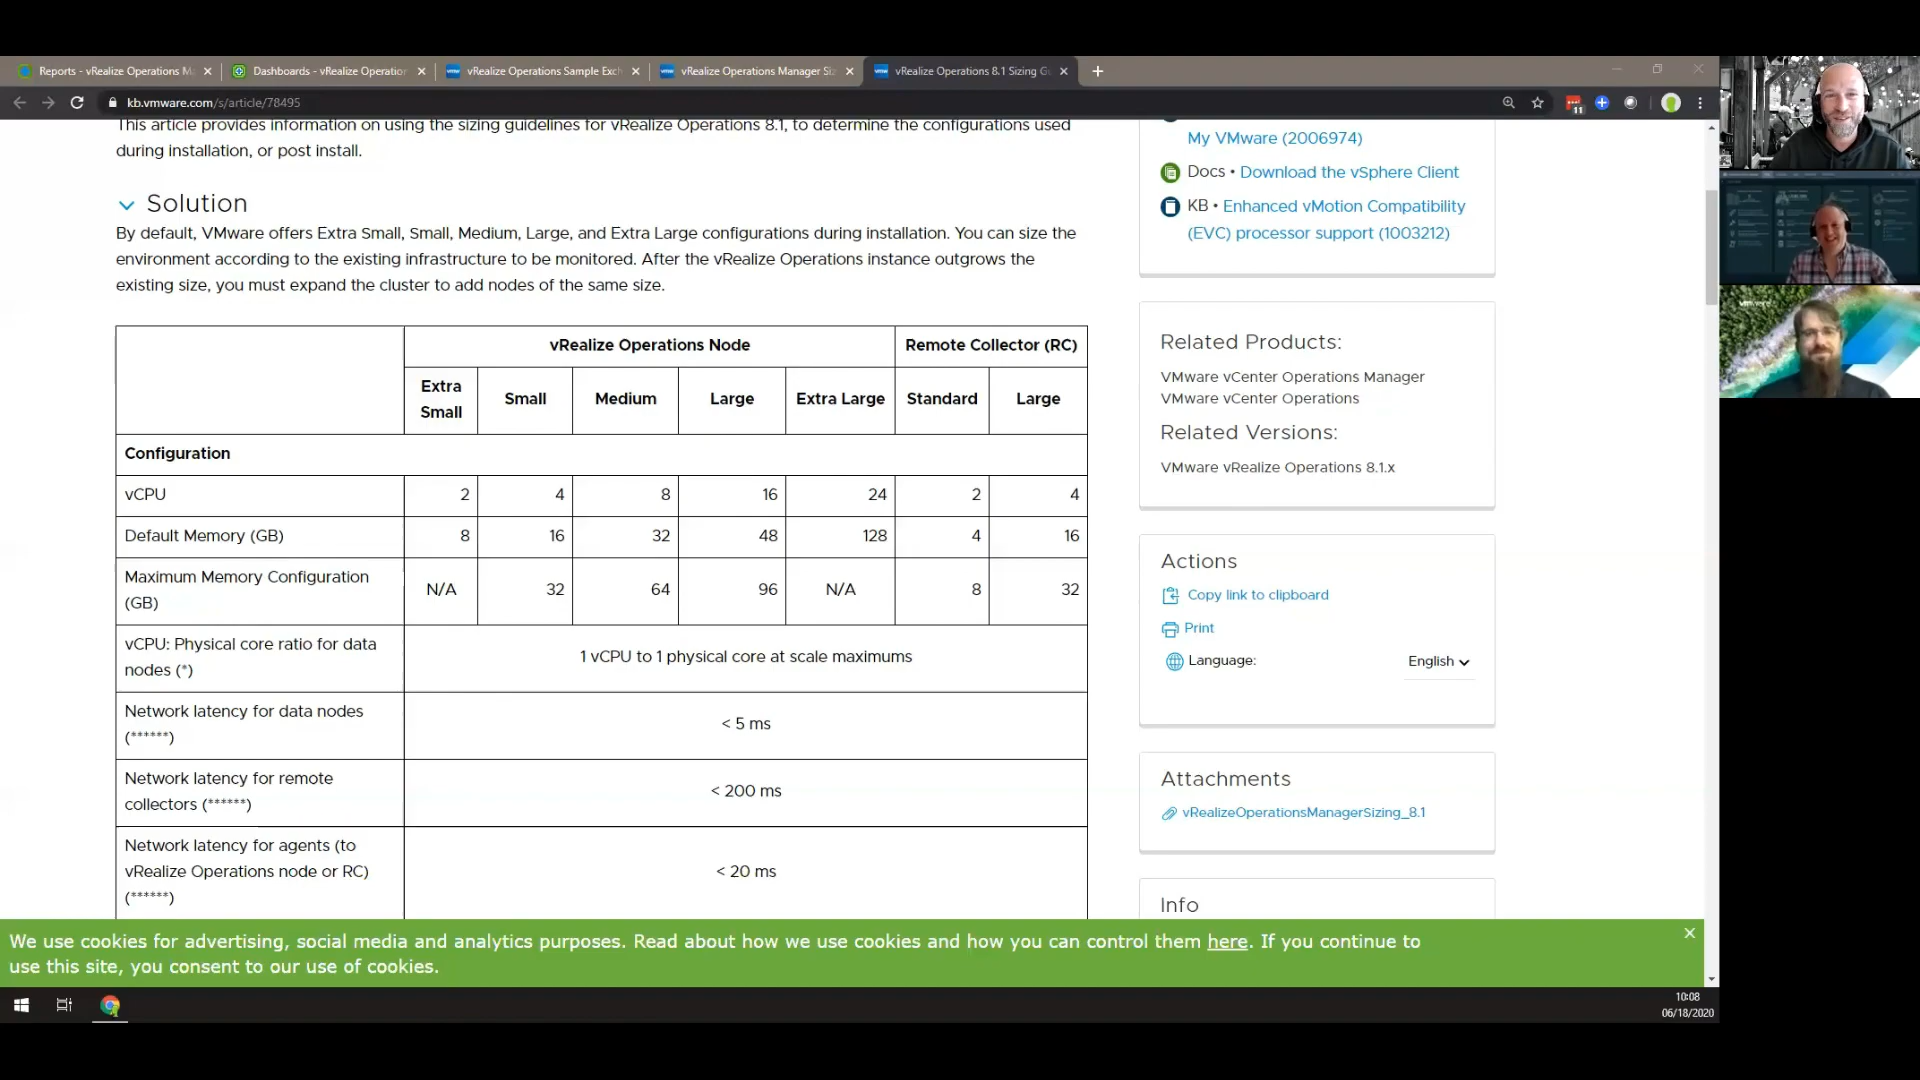 Reports - vRealize Operations M
Dashboards - vRealize Operation
vRealize Operations Sample Exch
vRealize Operations Manager Siz
vRealize Operations 8.1 Sizing Gu
kb.vmware.com/s/article/78495
11
This article provides information on using the sizing guidelines for vRealize Operations 8.1, to determine the configurations used
during installation, or post install.
Solution
By default, VMware offers Extra Small, Small, Medium, Large, and Extra Large configurations during installation. You can size the
environment according to the existing infrastructure to be monitored. After the vRealize Operations instance outgrows the
existing size, you must expand the cluster to add nodes of the same size.
vRealize Operations Node
Remote Collector (RC)
Extra
Small
Small
Medium
Large
Extra Large
Standard
Large
Configuration
vCPU 2 4 8 16 24 2 4
Default Memory (GB) 8 16 32 48 128 4 16
Maximum Memory Configuration
(GB)
N/A 32 64 96 N/A 8 32
vCPU: Physical core ratio for data
nodes (*)
1 vCPU to 1 physical core at scale maximums
Network latency for data nodes
(******)
< 5 ms
Network latency for remote
collectors (******)
< 200 ms
Network latency for agents (to
vRealize Operations node or RC)
(******)
< 20 ms
My VMware (2006974)
Docs • Download the vSphere Client
KB • Enhanced vMotion Compatibility
(EVC) processor support (1003212)
Related Products:
VMware vCenter Operations Manager
VMware vCenter Operations
Related Versions:
VMware vRealize Operations 8.1.x
Actions
Copy link to clipboard
Print
Language: English
Attachments
vRealizeOperationsManagerSizing_8.1
Info
We use cookies for advertising, social media and analytics purposes. Read about how we use cookies and how you can control them here. If you continue to
use this site, you consent to our use of cookies.
10:08
06/18/2020
vmware